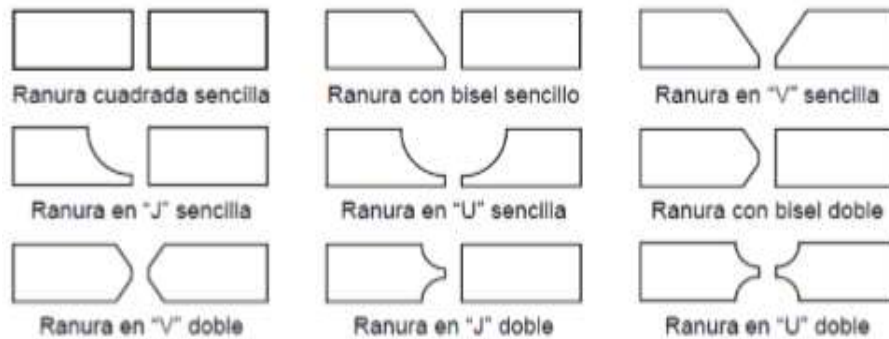 Ranura cuadrada sencilla
Ranura con bisel sencillo
Ranura en "V" sencilla
Ranura en "J" sencilla
Ranura en "U" sencilla
Ranura con bisel doble
Ranura en "V" doble
Ranura en "J" doble
Ranura en "U" doble